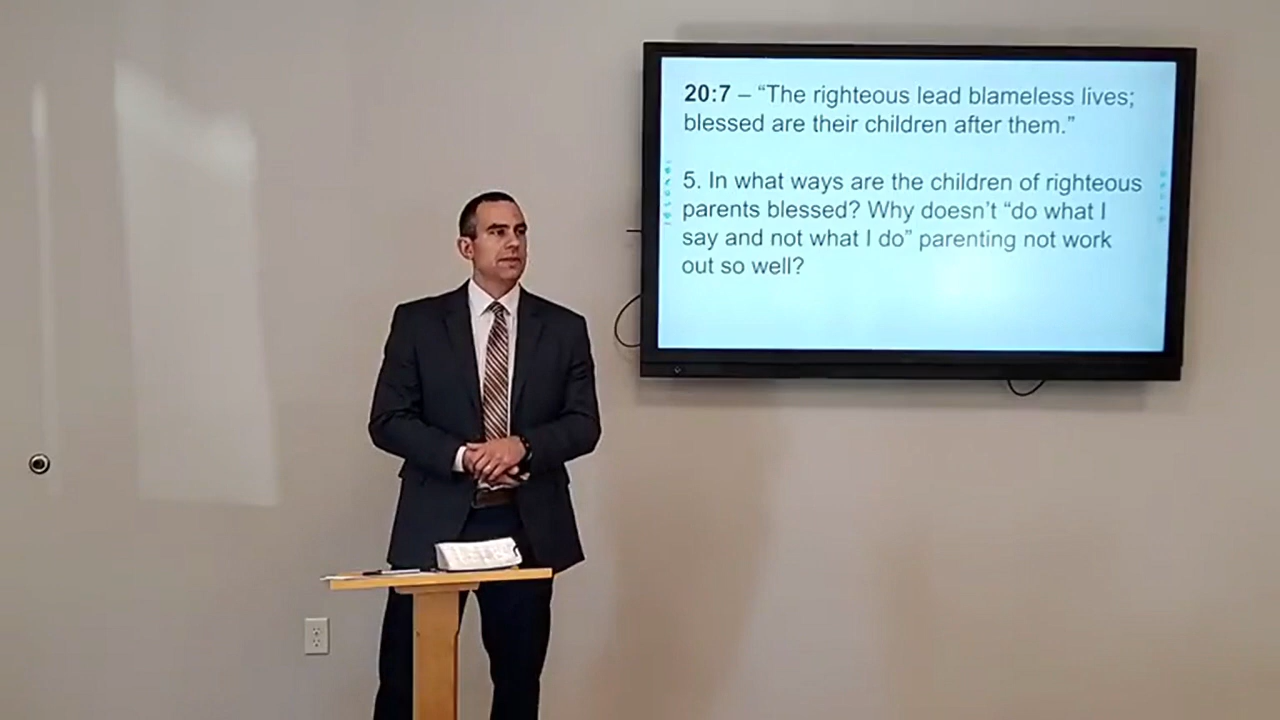 20:7 – “The righteous lead blameless lives;
blessed are their children after them.”
5. In what ways are the children of righteous
parents blessed? Why doesn’t “do what I
say and not what I do” parenting not work
out so well?